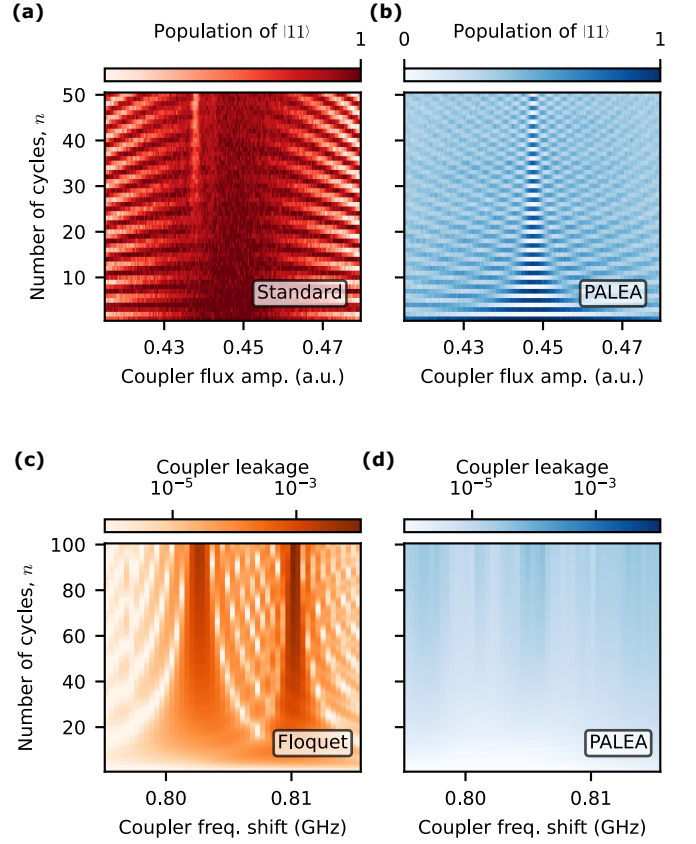 (a)
Population of |11⟩
1
Number of cycles, n
50
40
30
20
10
Standard
0.43
0.45
0.47
Coupler flux amp. (a.u.)
(b)
Population of |11⟩
0
1
PALEA
0.43
0.45
0.47
Coupler flux amp. (a.u.)
(c)
Coupler leakage
10⁻⁵
10⁻³
Number of cycles, n
100
80
60
40
20
Floquet
0.80
0.81
Coupler freq. shift (GHz)
(d)
Coupler leakage
10⁻⁵
10⁻³
PALEA
0.80
0.81
Coupler freq. shift (GHz)